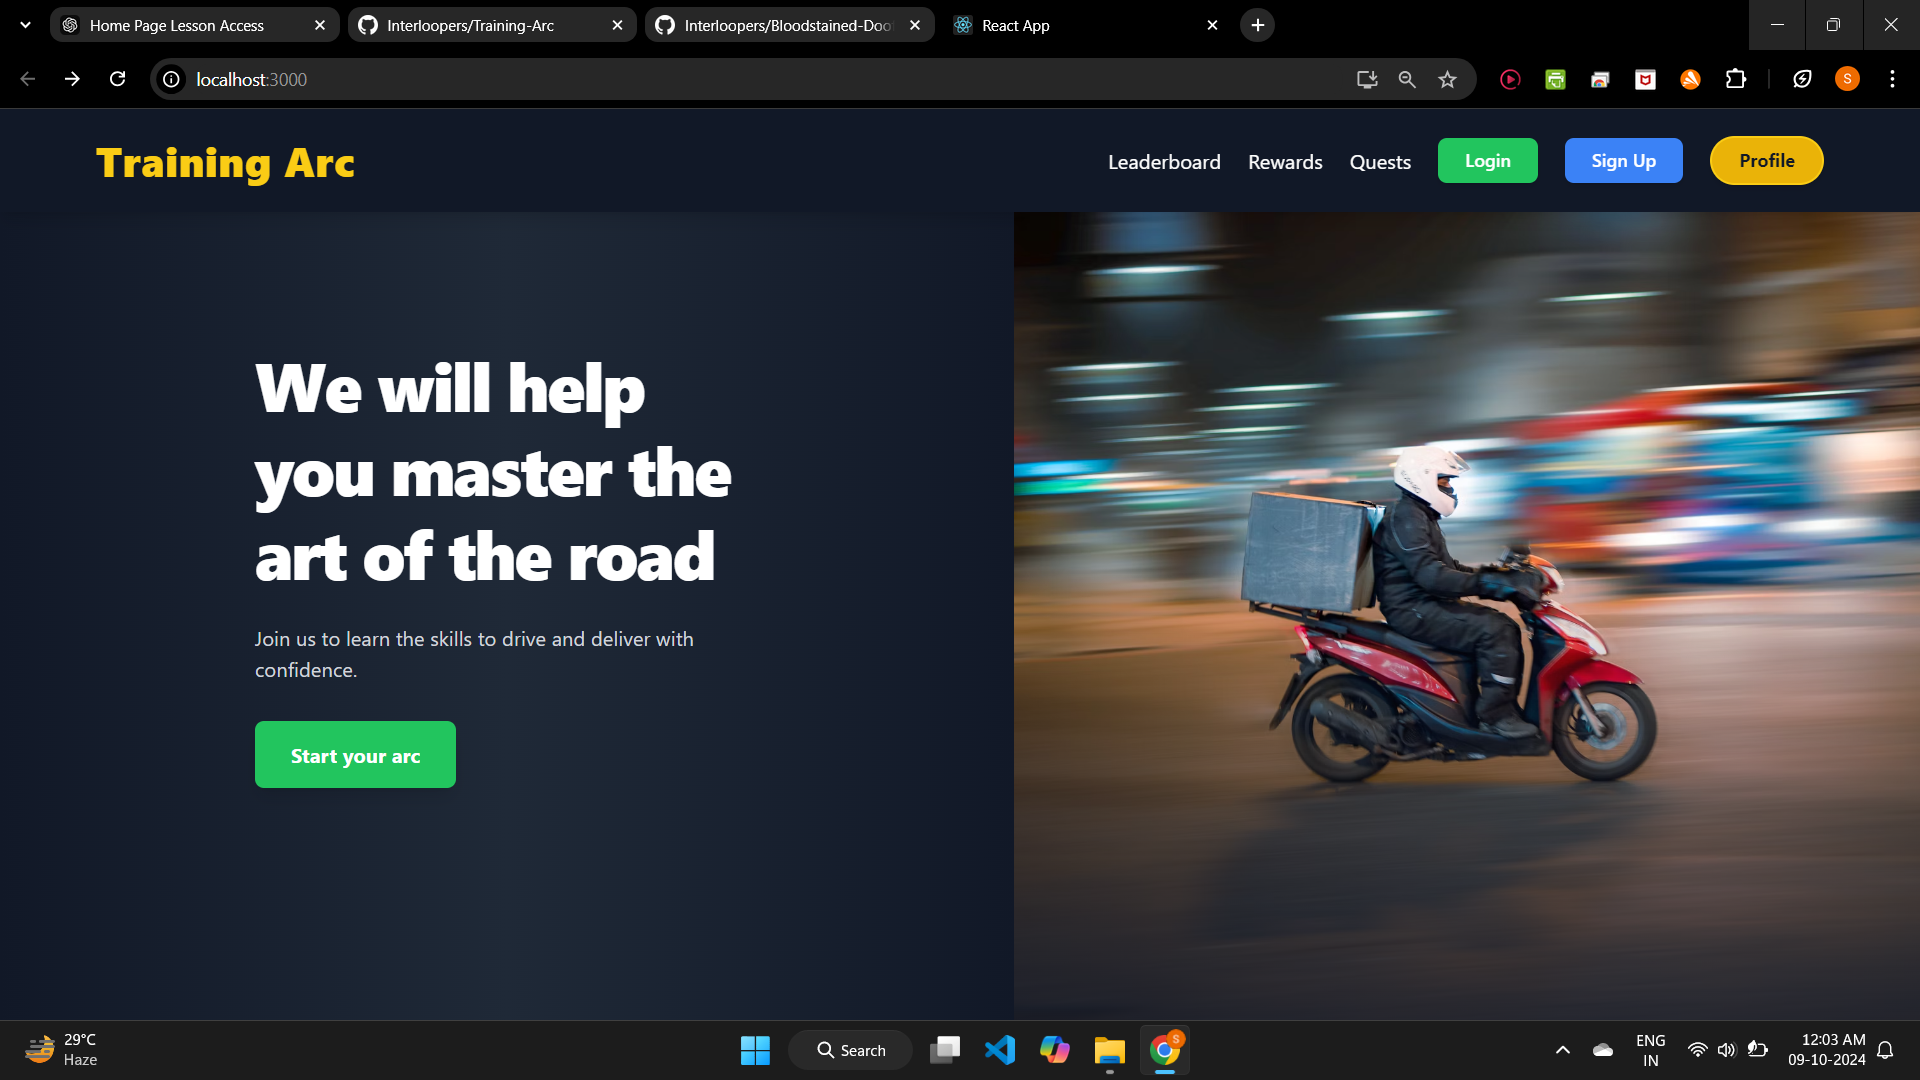 Home Page Lesson Access
Interloopers/Training-Arc
Interloopers/Bloodstained-Doo
React App
localhost:3000
S
Training Arc
Leaderboard
Rewards
Quests
Login
Sign Up
Profile
We will help
you master the
art of the road
Join us to learn the skills to drive and deliver with
confidence.
Start your arc
29°C
Haze
Search
S
ENG
IN
12:03 AM
09-10-2024